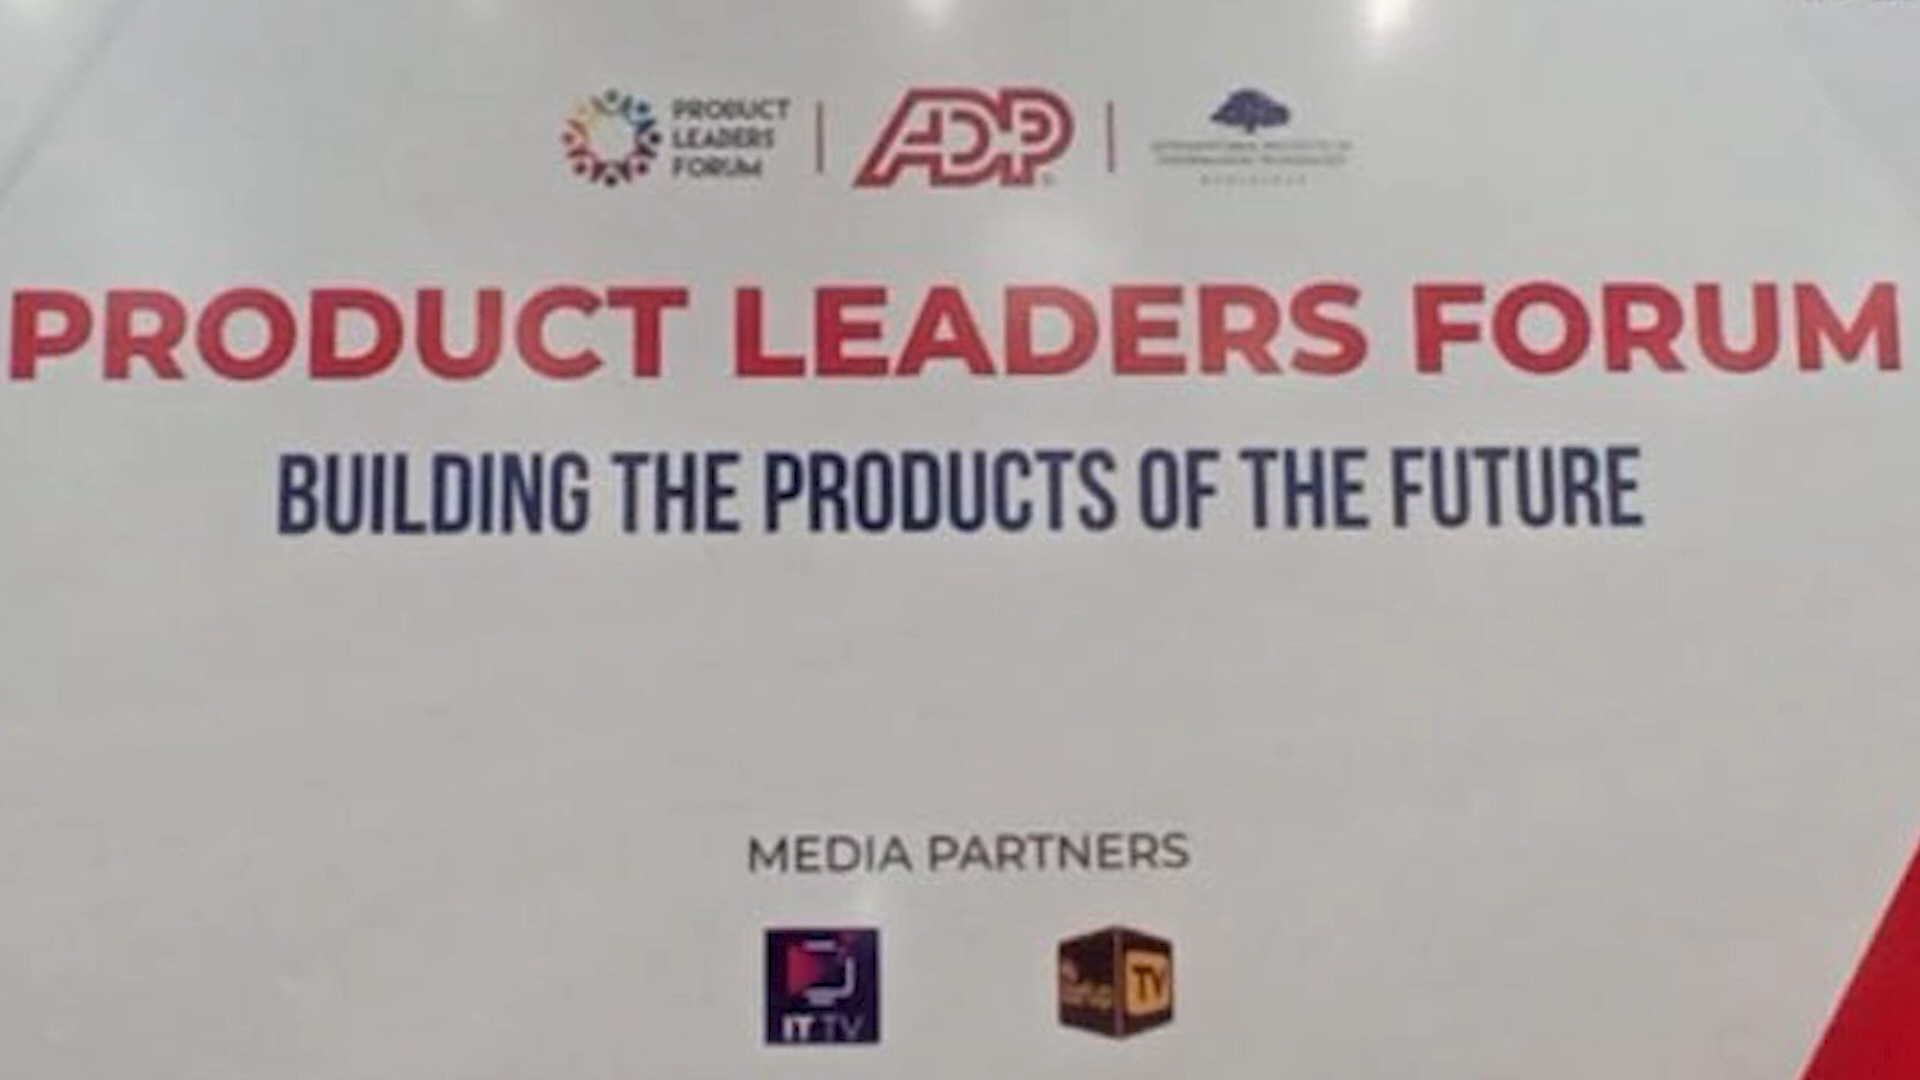 PRODUCT
LEADERS
FORUM
ADP
PRODUCT LEADERS FORUM
BUILDING THE PRODUCTS OF THE FUTURE
MEDIA PARTNERS
IT TV
TV